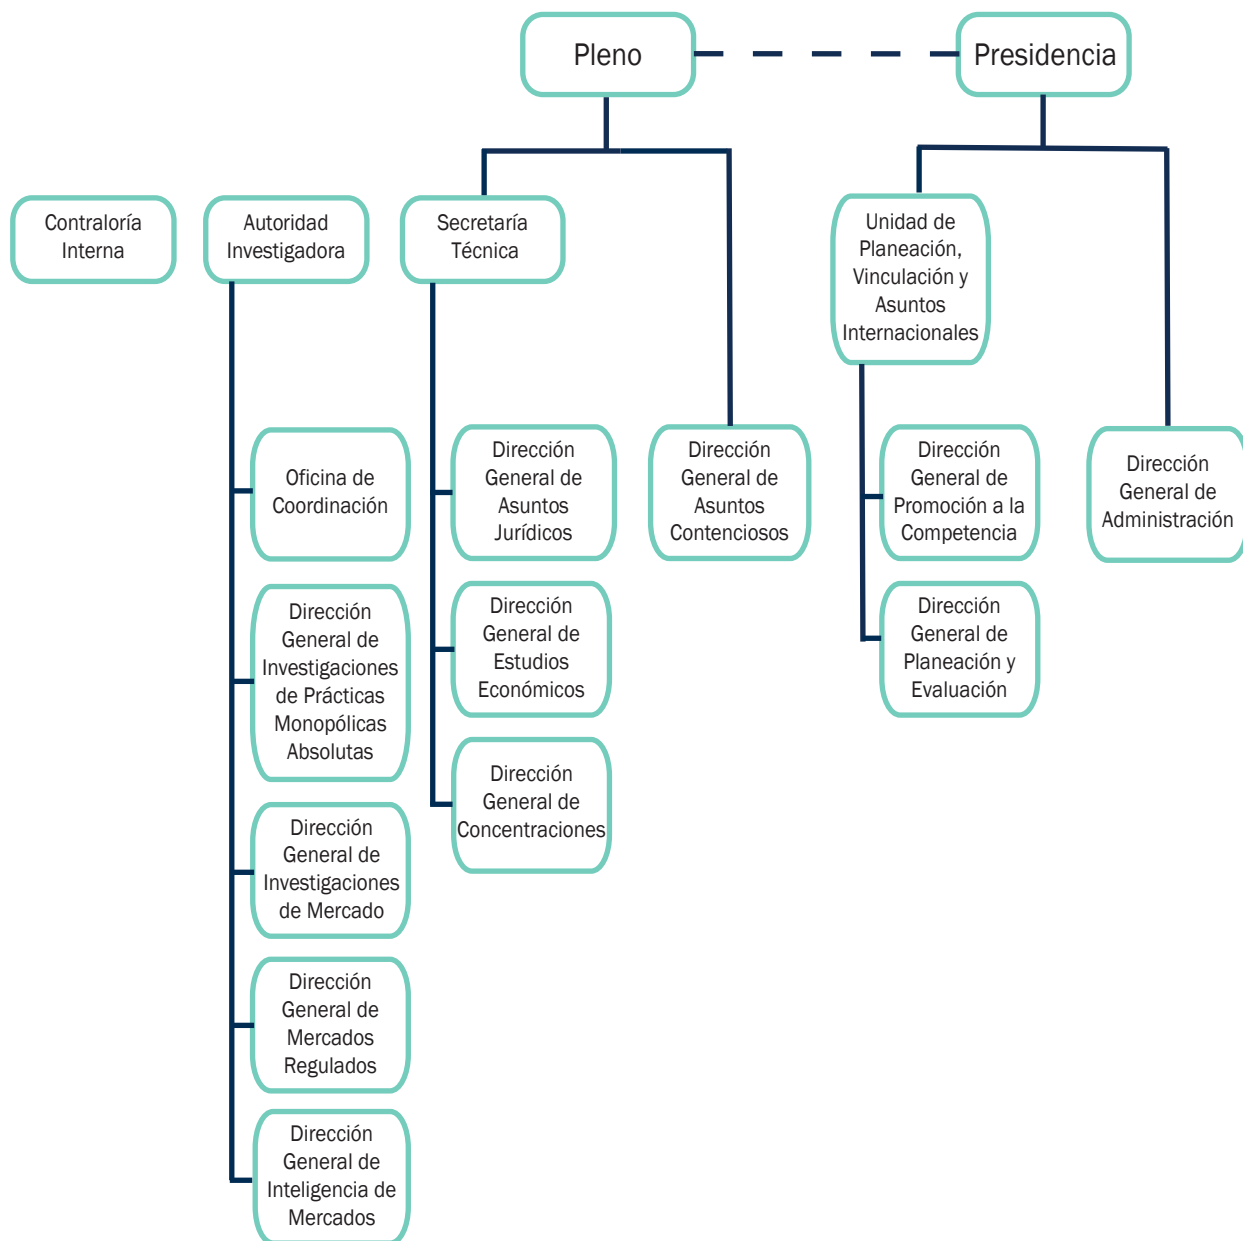 Pleno
Presidencia
Contraloría
Interna
Autoridad
Investigadora
Secretaría
Técnica
Unidad de
Planeación,
Vinculación y
Asuntos
Internacionales
Oficina de
Coordinación
Dirección
General de
Asuntos
Jurídicos
Dirección
General de
Asuntos
Contenciosos
Dirección
General de
Promoción a la
Competencia
Dirección
General de
Administración
Dirección
General de
Investigaciones
de Prácticas
Monopólicas
Absolutas
Dirección
General de
Estudios
Económicos
Dirección
General de
Planeación y
Evaluación
Dirección
General de
Concentraciones
Dirección
General de
Investigaciones
de Mercado
Dirección
General de
Mercados
Regulados
Dirección
General de
Inteligencia de
Mercados